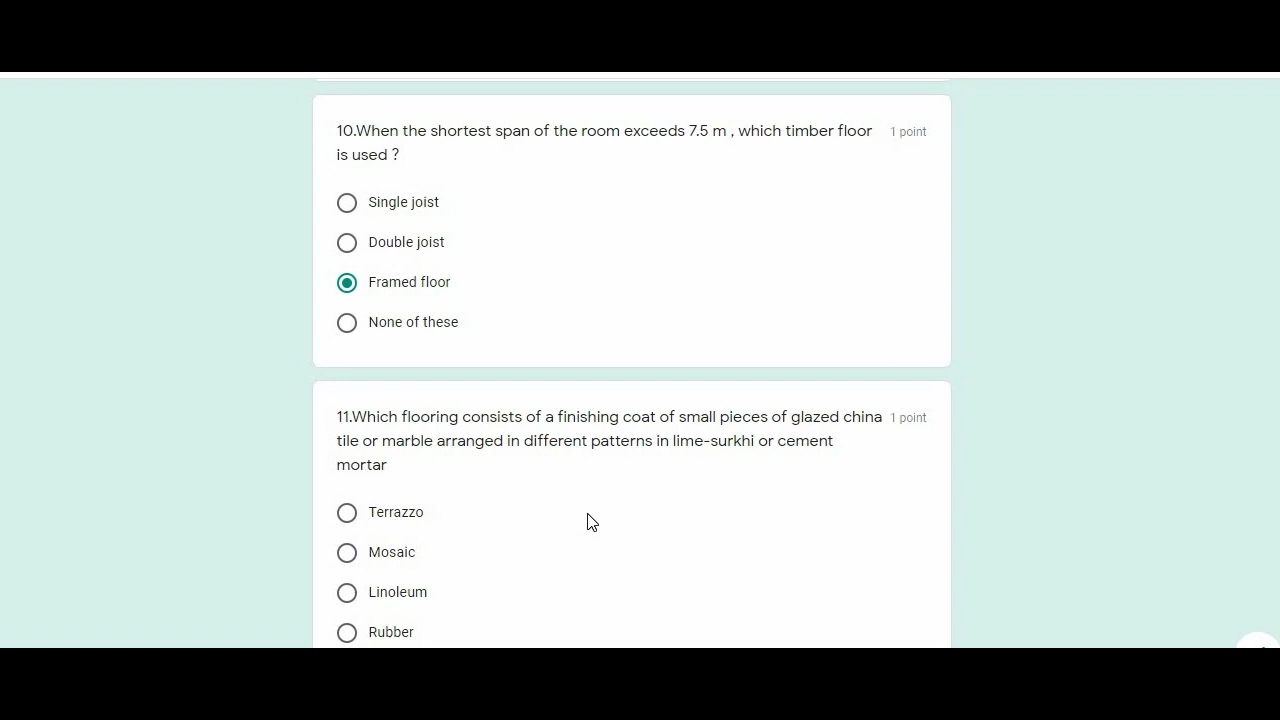 10.When the shortest span of the room exceeds 7.5 m , which timber floor 1 point
is used ?
Single joist
Double joist
Framed floor
None of these
11.Which flooring consists of a finishing coat of small pieces of glazed china 1 point
tile or marble arranged in different patterns in lime-surkhi or cement
mortar
Terrazzo
Mosaic
Linoleum
Rubber